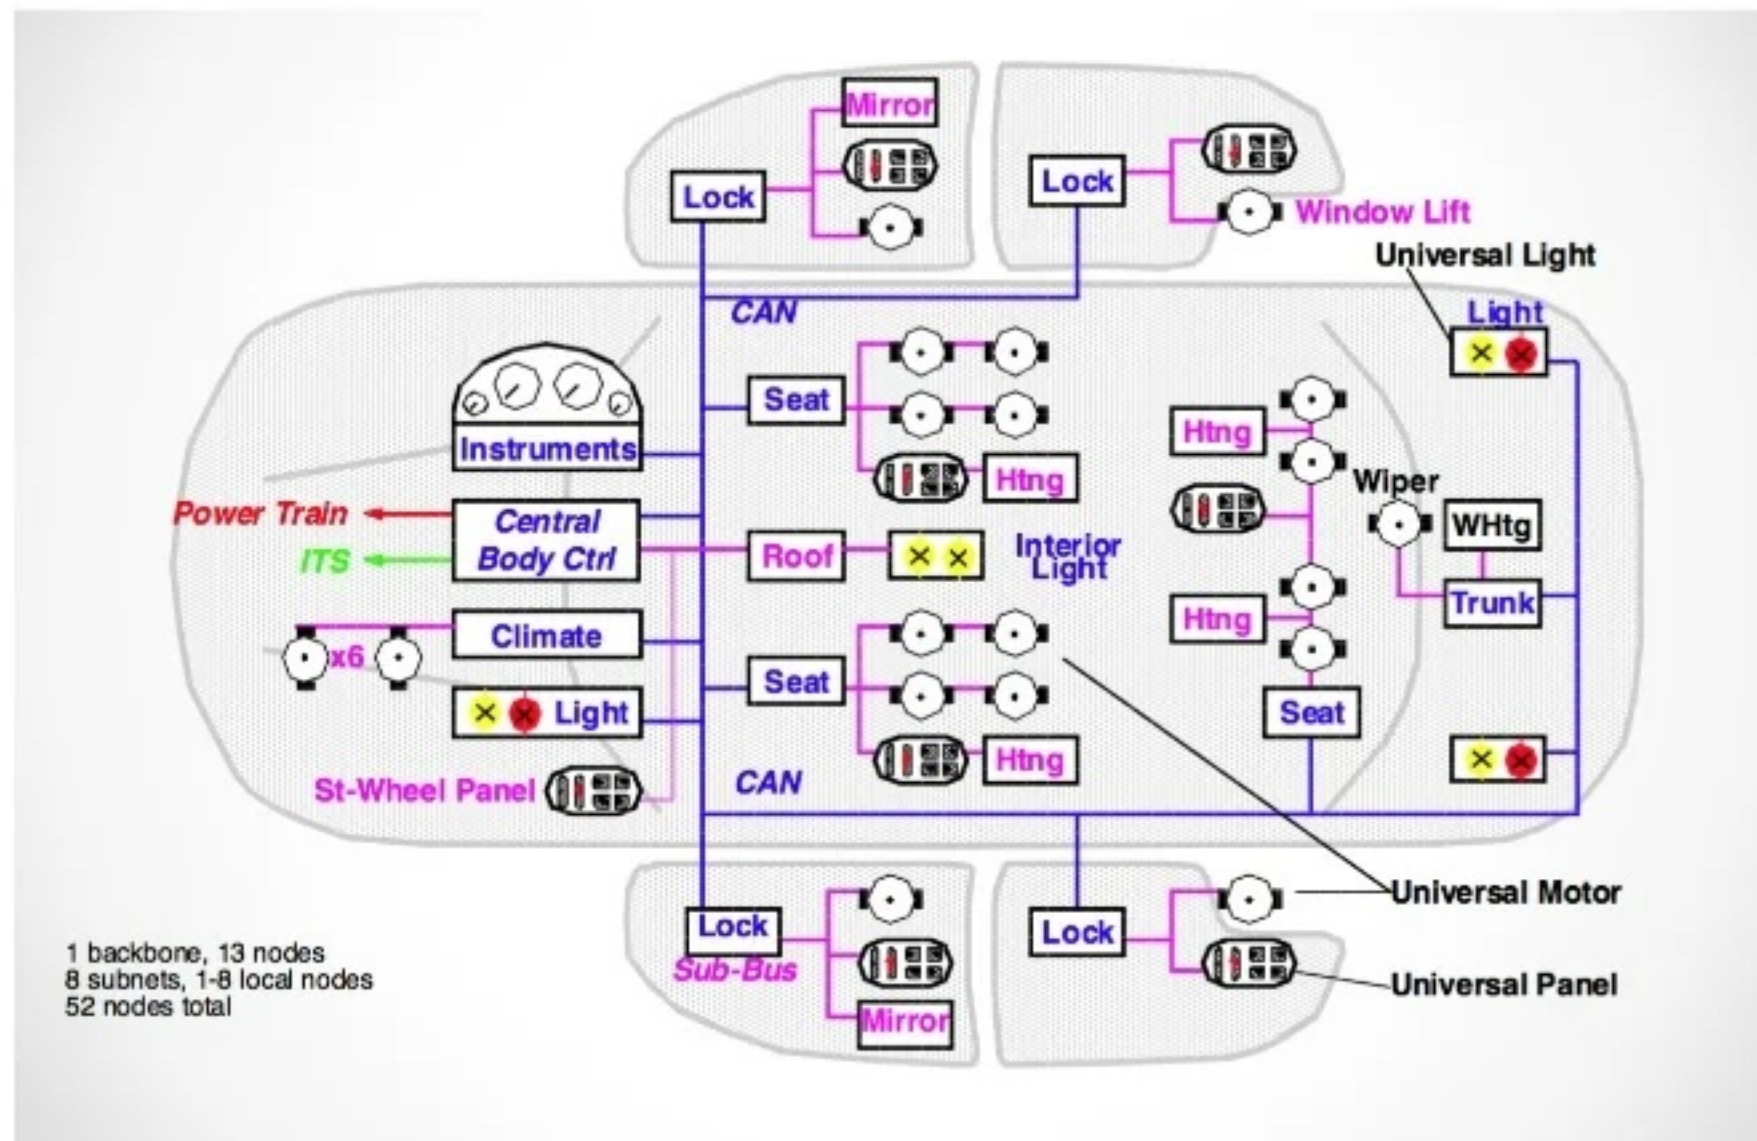 Mirror
Lock
Lock
Window Lift
Universal Light
CAN
Light
Seat
Instruments
Htng
Htng
Wiper
Power Train
Central
Body Ctrl
WHtg
ITS
Roof
Interior
Light
Climate
x6
Htng
Trunk
Seat
Light
Seat
Htng
St-Wheel Panel
CAN
Universal Motor
Lock
Lock
Sub-Bus
Universal Panel
Mirror
1 backbone, 13 nodes
8 subnets, 1-8 local nodes
52 nodes total